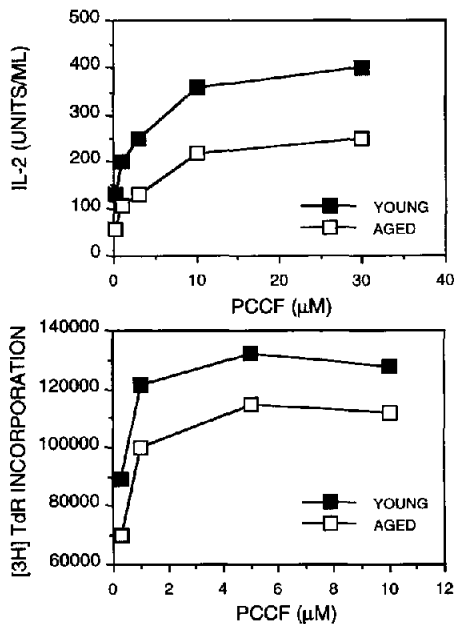 IL-2 (UNITS/ML)
500
400
300
200
100
0
YOUNG
AGED
0 10 20 30 40
PCCF (μM)
[3H] TdR INCORPORATION
140000
120000
100000
80000
60000
YOUNG
AGED
0 2 4 6 8 10 12
PCCF (μM)